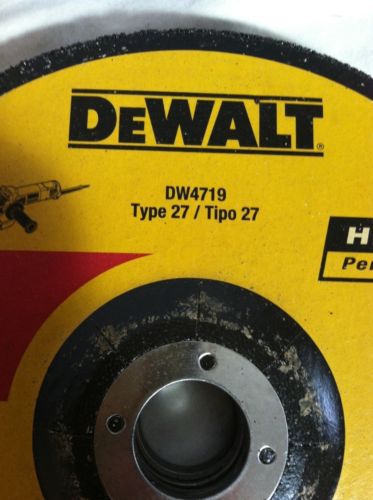 DEWALT®
DW4719
Type 27 / Tipo 27
H
Per